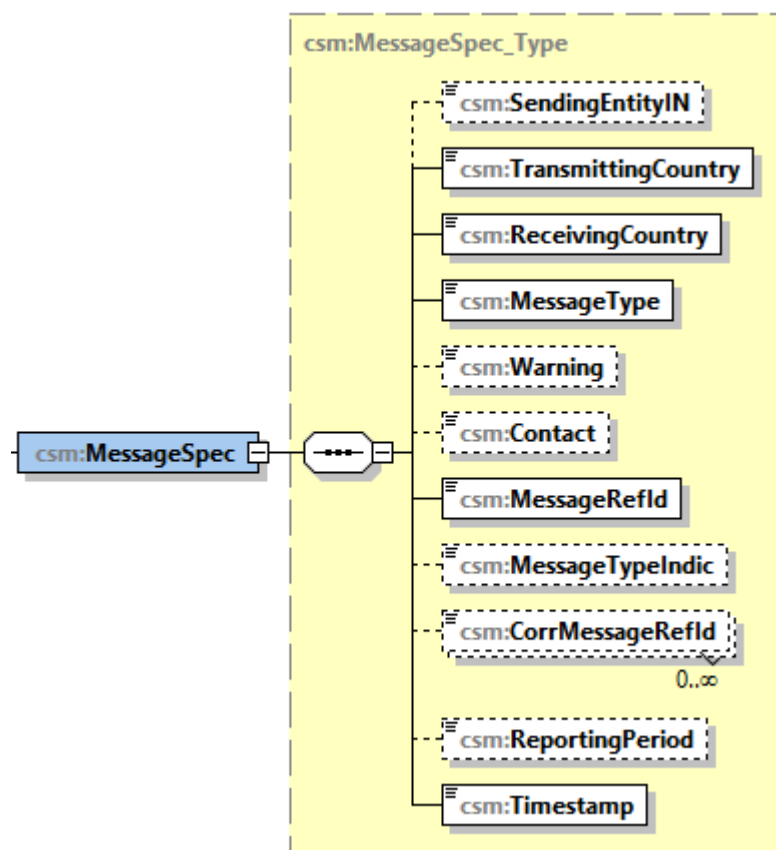 csm:MessageSpec_Type
csm:SendingEntityIN
csm:TransmittingCountry
csm:ReceivingCountry
csm:MessageType
csm:Warning
csm:MessageSpec
csm:Contact
csm:MessageRefId
csm:MessageTypeIndic
csm:CorrMessageRefId
0..∞
csm:ReportingPeriod
csm:Timestamp